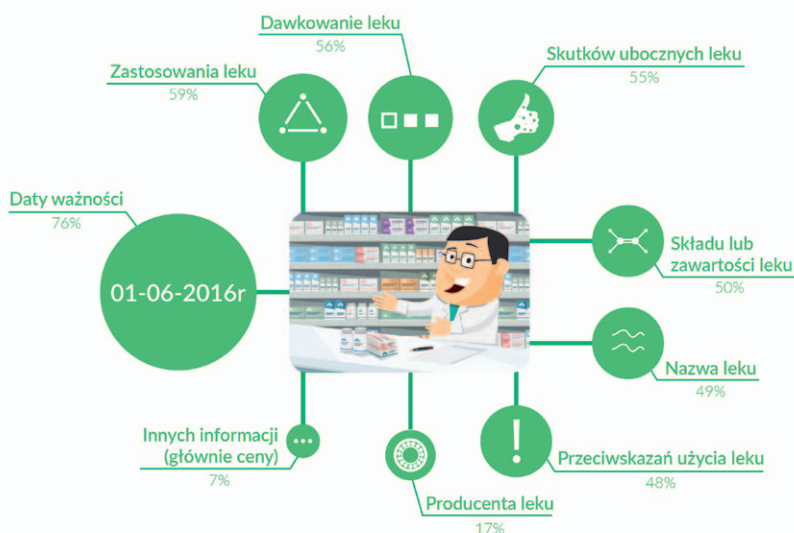 Dawkowanie leku
56%
Skutków ubocznych leku
55%
Zastosowania leku
59%
Daty ważności
76%
01-06-2016r
Składu lub
zawartości leku
50%
Nazwa leku
49%
Innych informacji
(głównie ceny)
7%
Przeciwskazań użycia leku
48%
Producenta leku
17%